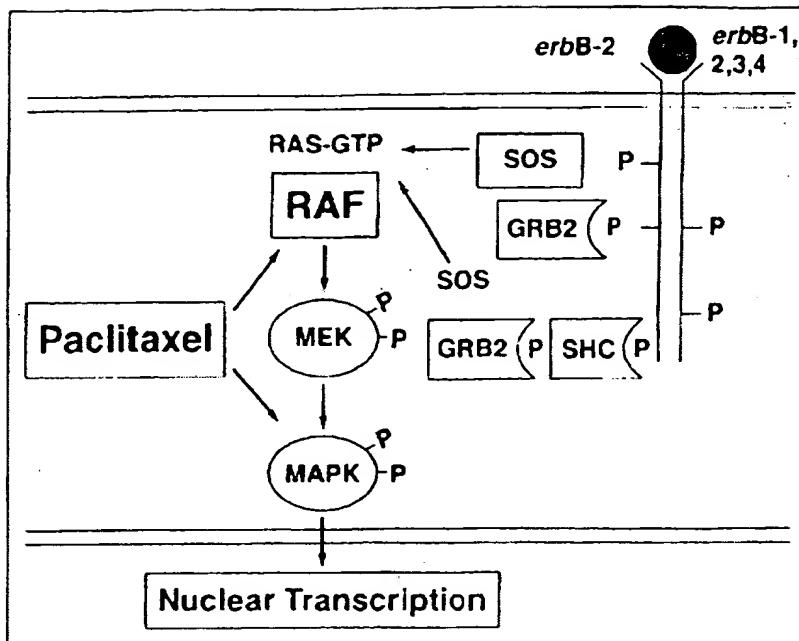 erbB-2
erbB-1,
2,3,4
RAS-GTP
SOS
P
RAF
GRB2
P
P
SOS
P
Paclitaxel
MEK
P
P
GRB2
P
SHC
P
MAPK
P
P
Nuclear Transcription